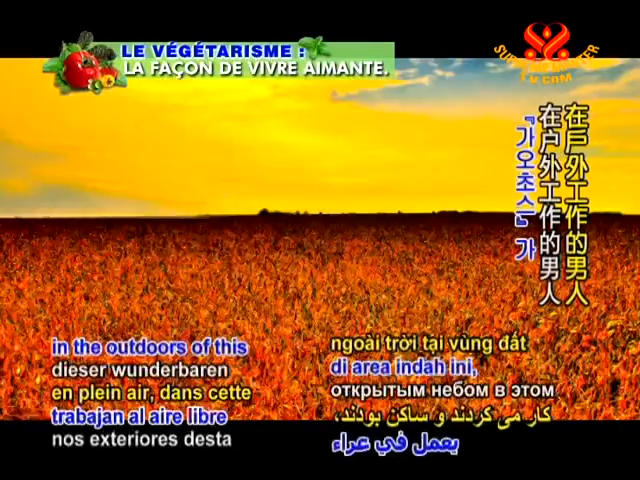 LE VÉGÉTARISME :
LA FAÇON DE VIVRE AIMANTE.
在戶外工作的男人
在户外工作的男人
『가오초스』가
in the outdoors of this
dieser wunderbaren
en plein air, dans cette
trabajan al aire libre
nos exteriores desta
ngoài trời tại vùng đất
di area indah ini,
открытым небом в этом
کار می کردند و ساکن بودند،
يعمل في عراء